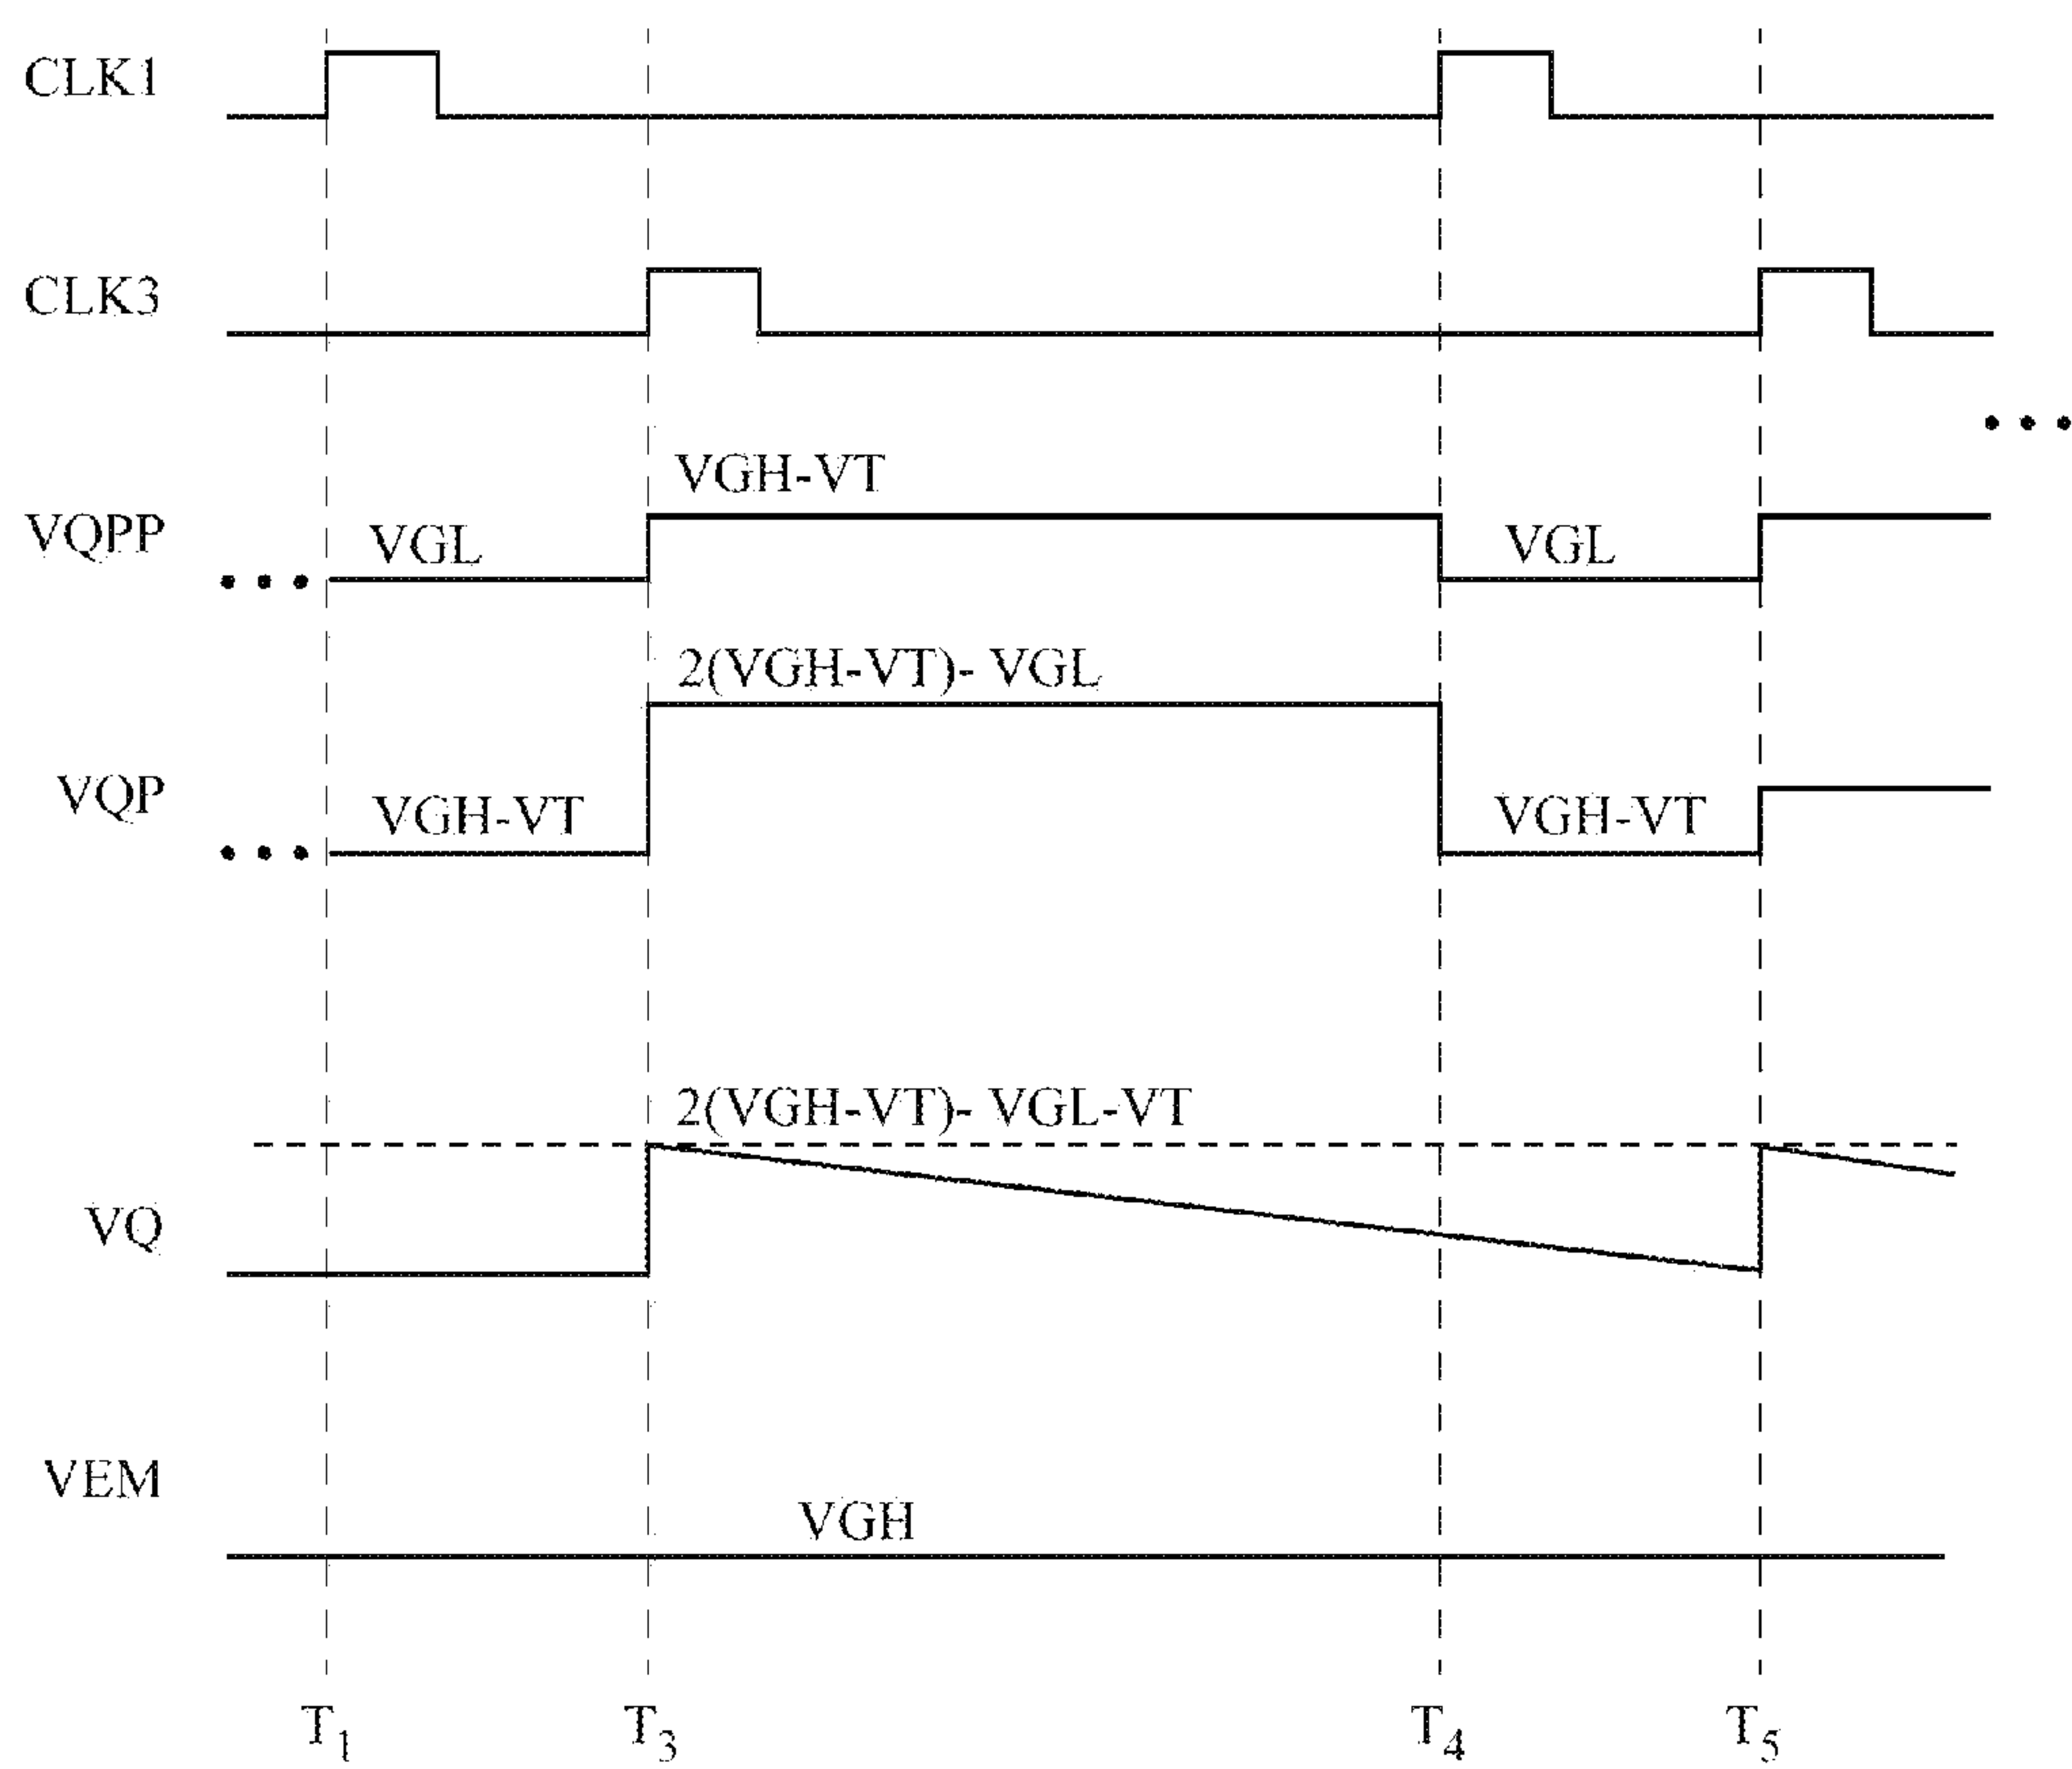 CLK1
CLK3
VGH-VT
VQPP VGL VGL
2(VGH-VT)- VGL
VQP VGH-VT VGH-VT
2(VGH-VT)- VGL-VT
VQ
VEM
VGH
T1 T3 T4 T5